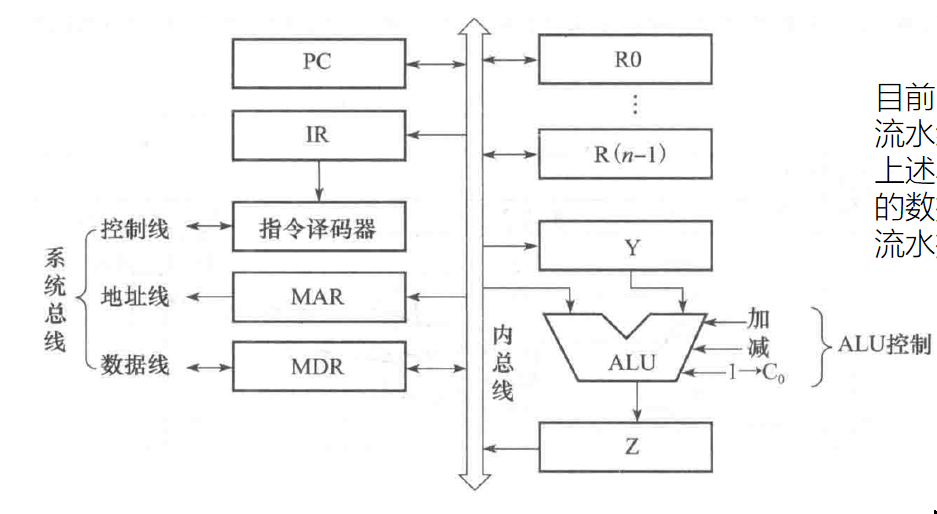 PC
IR
指令译码器
MAR
MDR
控制线
地址线
数据线
系统总线
内总线
R0
⋮
R(n-1)
Y
ALU
Z
加
减
1→C₀
ALU控制
目前
流水
上述
的数
流水